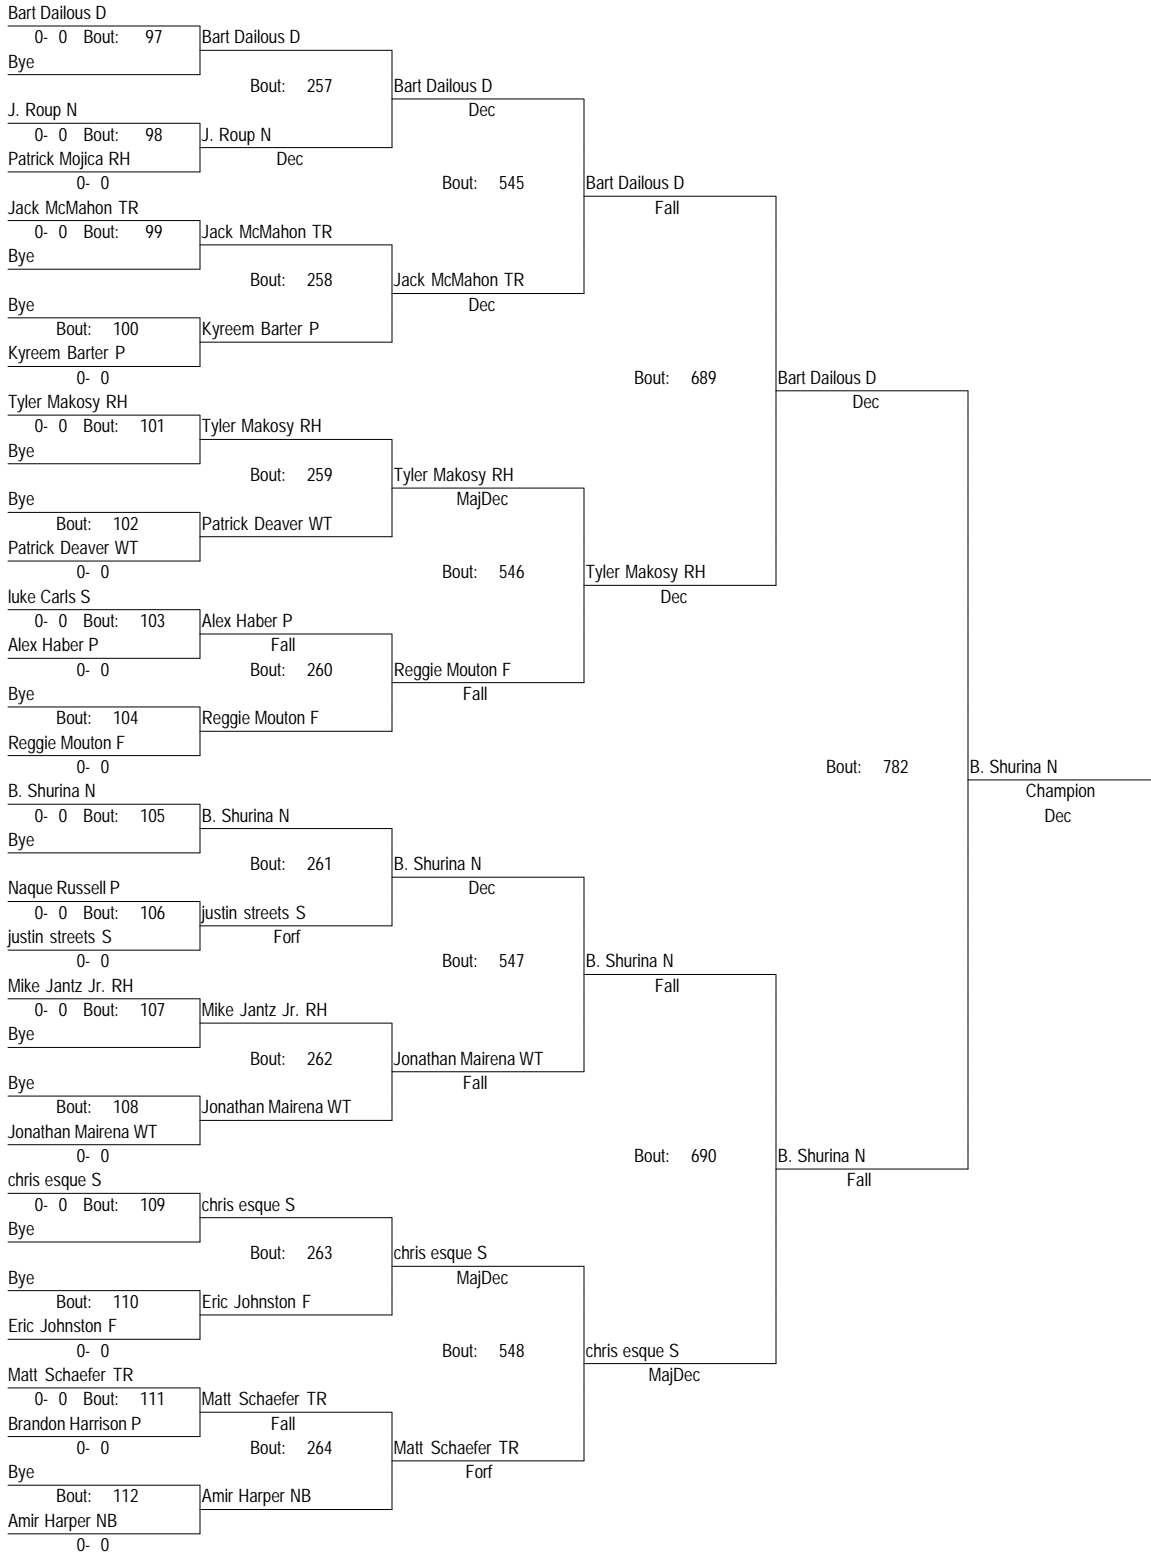 Bart Dailous D
0- 0 Bout: 97 Bart Dailous D
Bye
Bout: 257 Bart Dailous D
J. Roup N Dec
0- 0 Bout: 98 J. Roup N
Patrick Mojica RH Dec
0- 0 Bout: 545 Bart Dailous D
Jack McMahon TR Fall
0- 0 Bout: 99 Jack McMahon TR
Bye
Bout: 258 Jack McMahon TR
Bye Dec
Bout: 100 Kyreem Barter P
Kyreem Barter P
0- 0 Bout: 689 Bart Dailous D
Tyler Makosy RH Dec
0- 0 Bout: 101 Tyler Makosy RH
Bye
Bout: 259 Tyler Makosy RH
Bye MajDec
Bout: 102 Patrick Deaver WT
Patrick Deaver WT
0- 0 Bout: 546 Tyler Makosy RH
luke Carls S Dec
0- 0 Bout: 103 Alex Haber P
Alex Haber P Fall
0- 0 Bout: 260 Reggie Mouton F
Bye Fall
Bout: 104 Reggie Mouton F
Reggie Mouton F
0- 0 Bout: 782 B. Shurina N
B. Shurina N Champion
0- 0 Bout: 105 B. Shurina N Dec
Bye
Bout: 261 B. Shurina N
Naque Russell P Dec
0- 0 Bout: 106 justin streets S
justin streets S Forf
0- 0 Bout: 547 B. Shurina N
Mike Jantz Jr. RH Fall
0- 0 Bout: 107 Mike Jantz Jr. RH
Bye
Bout: 262 Jonathan Mairena WT
Bye Fall
Bout: 108 Jonathan Mairena WT
Jonathan Mairena WT
0- 0 Bout: 690 B. Shurina N
chris esque S Fall
0- 0 Bout: 109 chris esque S
Bye
Bout: 263 chris esque S
Bye MajDec
Bout: 110 Eric Johnston F
Eric Johnston F
0- 0 Bout: 548 chris esque S
Matt Schaefer TR MajDec
0- 0 Bout: 111 Matt Schaefer TR
Brandon Harrison P Fall
0- 0 Bout: 264 Matt Schaefer TR
Bye Forf
Bout: 112 Amir Harper NB
Amir Harper NB
0- 0